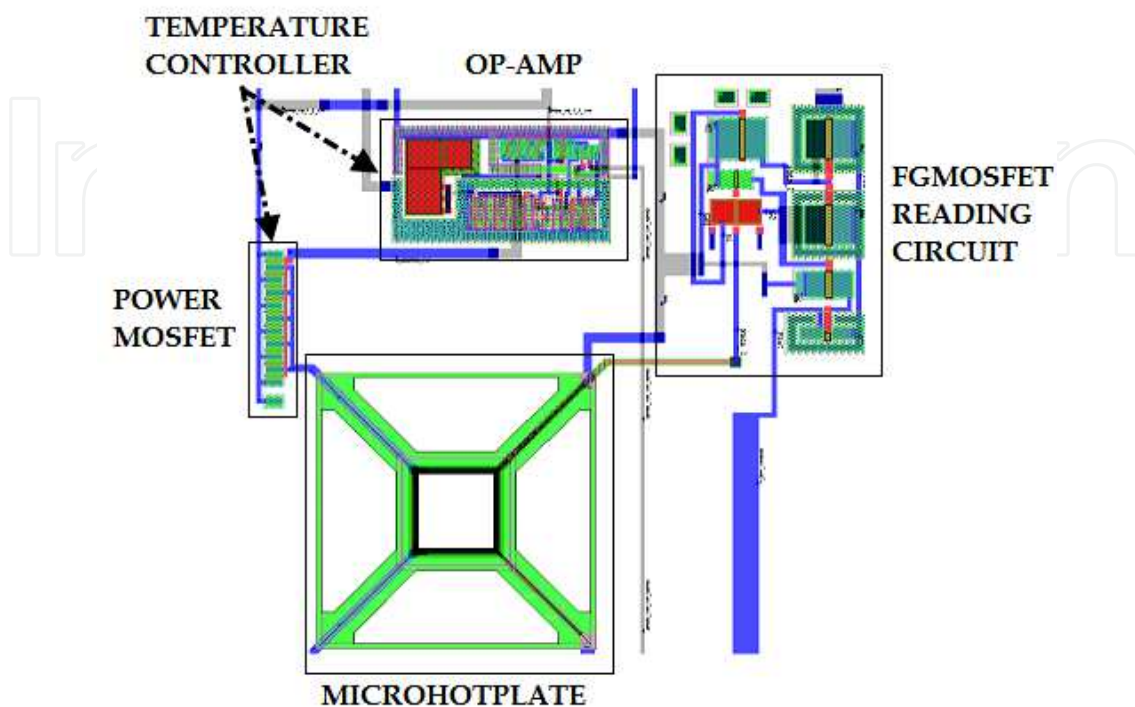 TEMPERATURE
CONTROLLER
OP-AMP
FGMOSFET
READING
CIRCUIT
POWER
MOSFET
MICROHOTPLATE